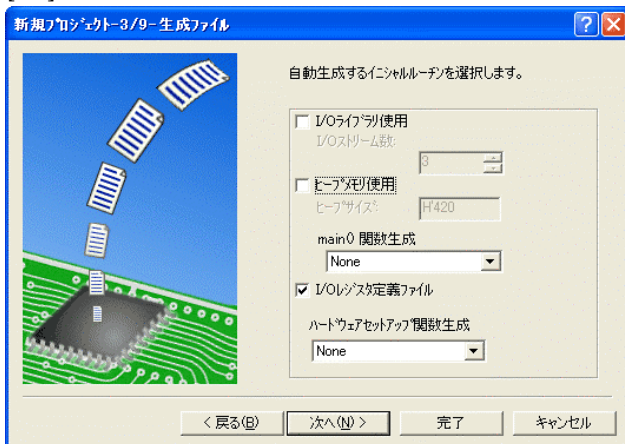 新規ﾌﾟﾛｼﾞｪｸﾄ-3/9-生成ﾌｧｲﾙ
自動生成するｲﾆｼｬﾙﾙｰﾁﾝを選択します。
I/Oﾗｲﾌﾞﾗﾘ使用
I/Oｽﾄﾘｰﾑ数:
3
ﾋｰﾌﾟﾒﾓﾘ使用
ﾋｰﾌﾟｻｲｽﾞ:
H'420
main() 関数生成
None
I/Oﾚｼﾞｽﾀ定義ﾌｧｲﾙ
ﾊｰﾄﾞｳｪｱｾｯﾄｱｯﾌﾟ関数生成
None
< 戻る(B)
次へ(N) >
完了
ｷｬﾝｾﾙ